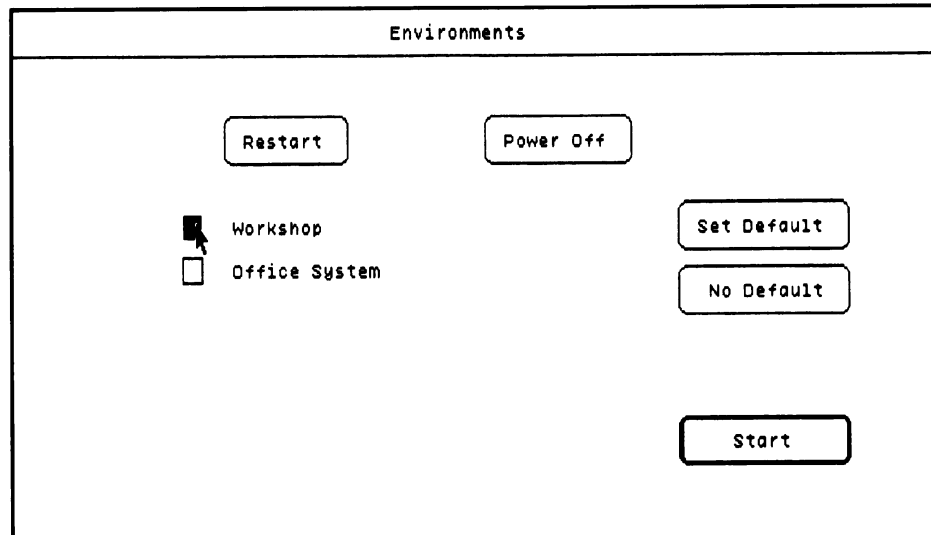 Environments
Restart
Power Off
Workshop
Set Default
Office System
No Default
Start